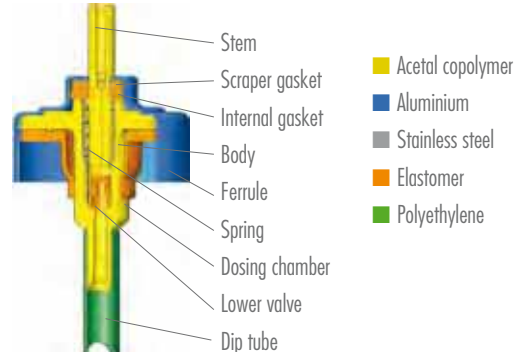 Stem
Scraper gasket
Internal gasket
Body
Ferrule
Spring
Dosing chamber
Lower valve
Dip tube
Acetal copolymer
Aluminium
Stainless steel
Elastomer
Polyethylene